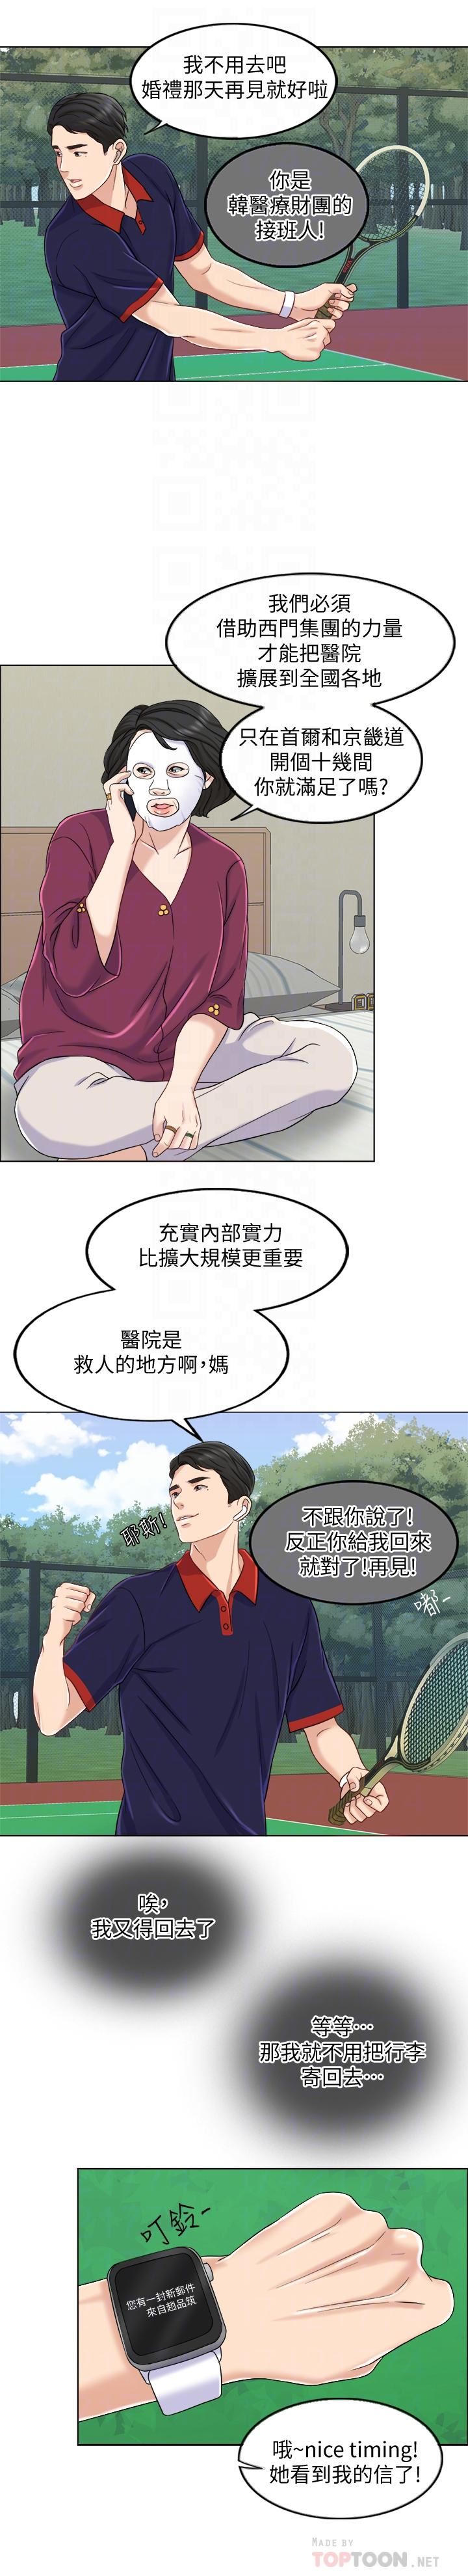 我不用去吧
婚禮那天再見就好啦
你是
韓醫療財團的
接班人!
我們必須
借助西門集團的力量
才能把醫院
擴展到全國各地
只在首爾和京畿道
開個十幾間
你就滿足了嗎?
充實內部實力
比擴大規模更重要
醫院是
救人的地方啊,媽
耶斯!
不跟你說了!
反正你給我回來
就對了!再見!
嘟~
唉,
我又得回去了
等等…
那我就不用把行李
寄回去…
叮鈴~
您有一封新郵件
來自趙品筑
哦~nice timing!
她看到我的信了!
MADE BY
TOPTOON.NET